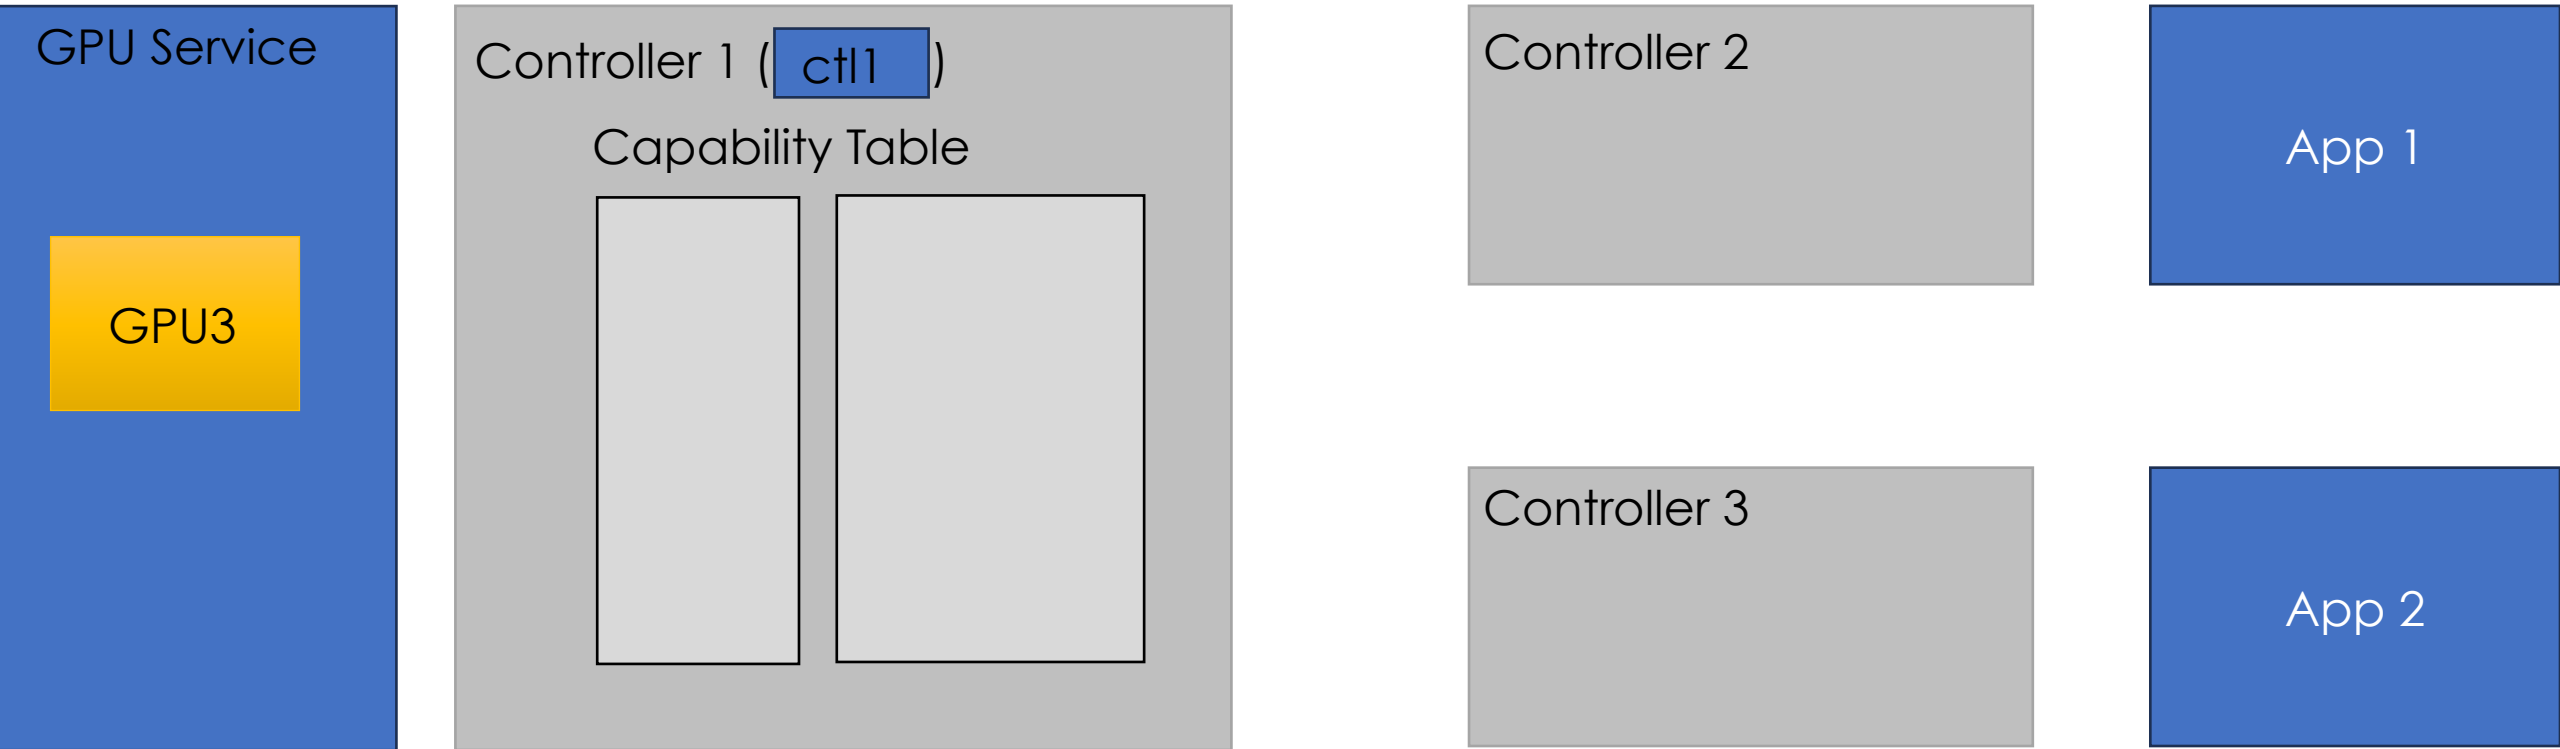 GPU Service
GPU3
Controller 1 ( ctl1 )
Capability Table
Controller 2
App 1
Controller 3
App 2